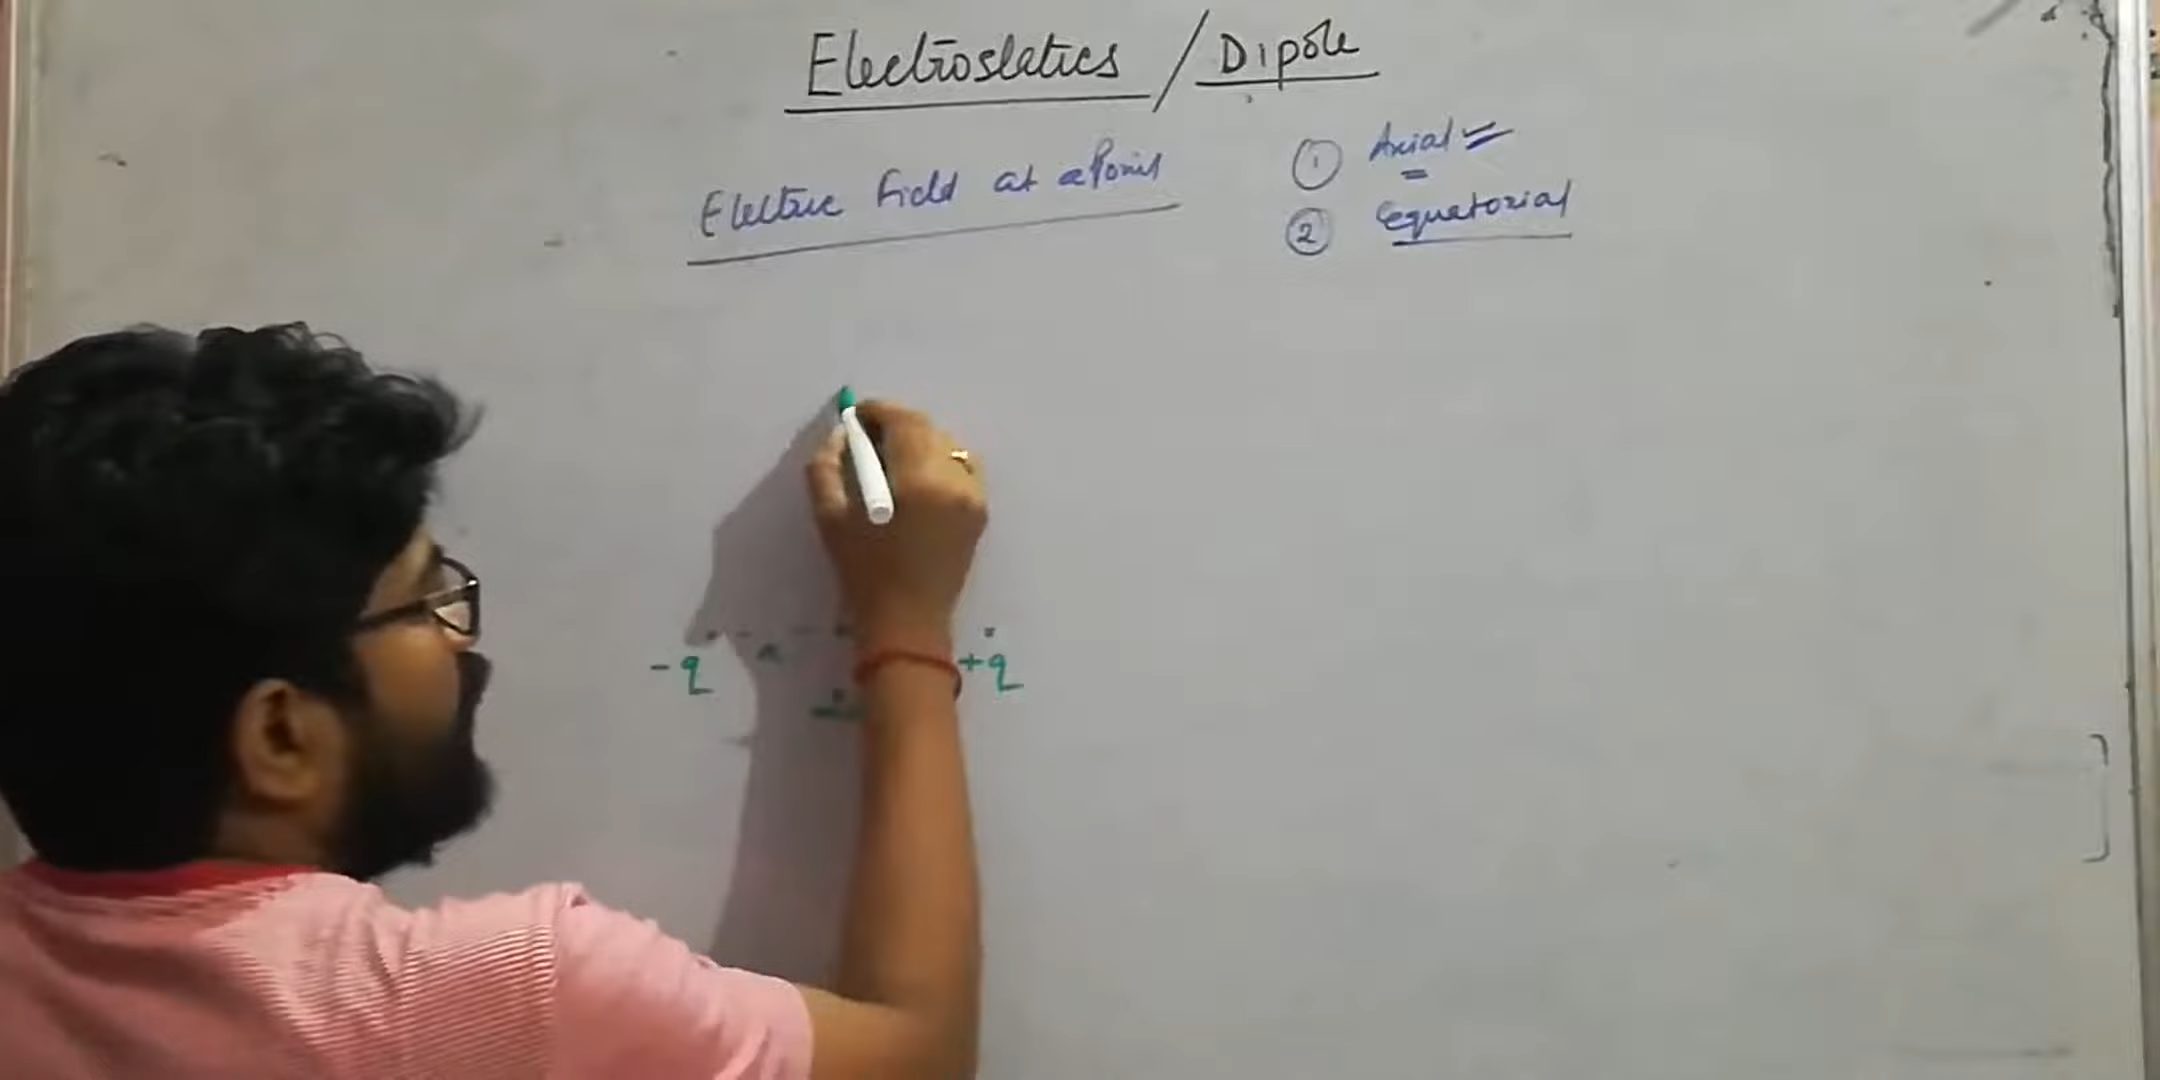 Electrostatics / Dipole
Electric Field at a Point
① Axial
② equatorial
-q
+q